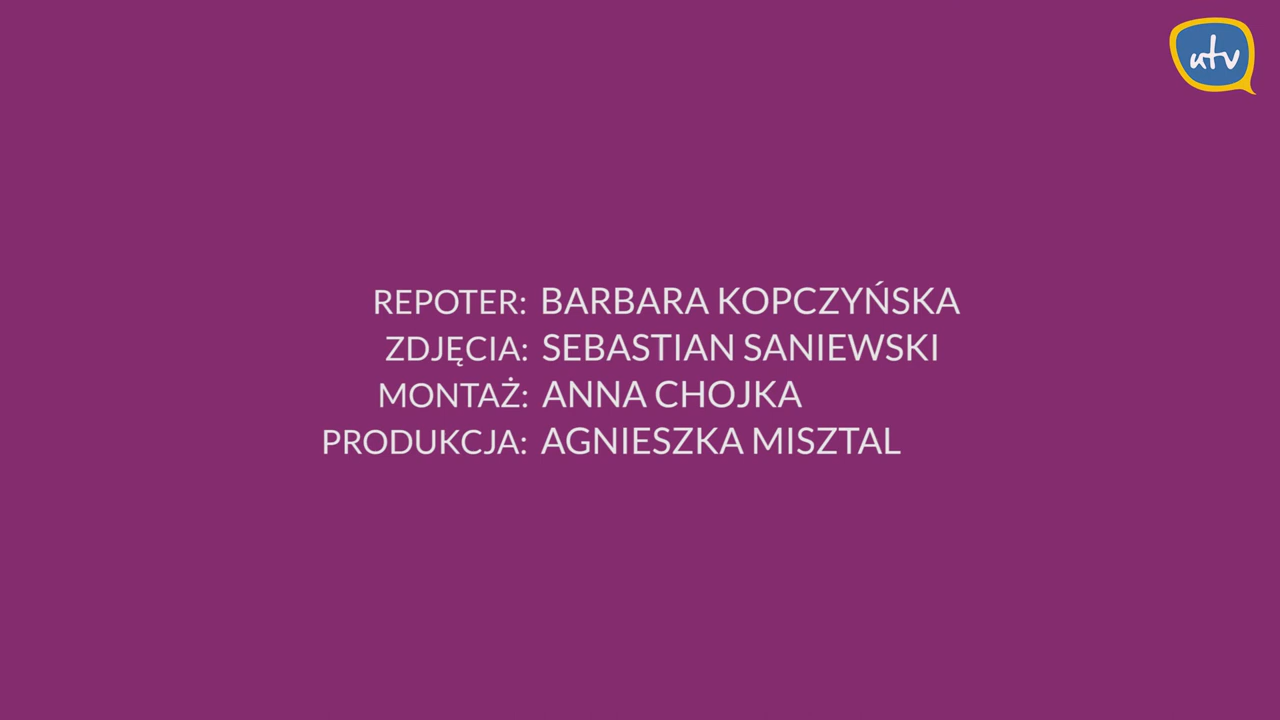 utv
REPOTER: BARBARA KOPCZYŃSKA
ZDJĘCIA: SEBASTIAN SANIEWSKI
MONTAŻ: ANNA CHOJKA
PRODUKCJA: AGNIESZKA MISZTAL